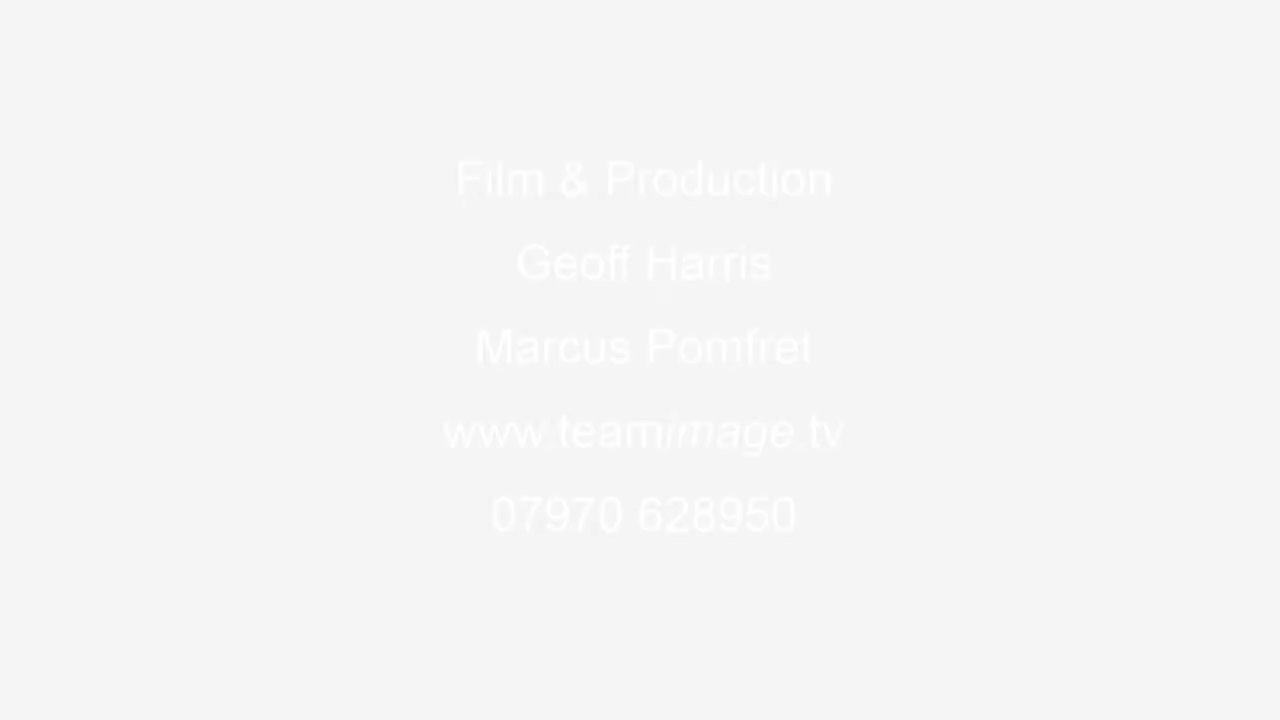 Film & Production
Geoff Harris
Marcus Pomfret
www.teamimage.tv
07970 628950